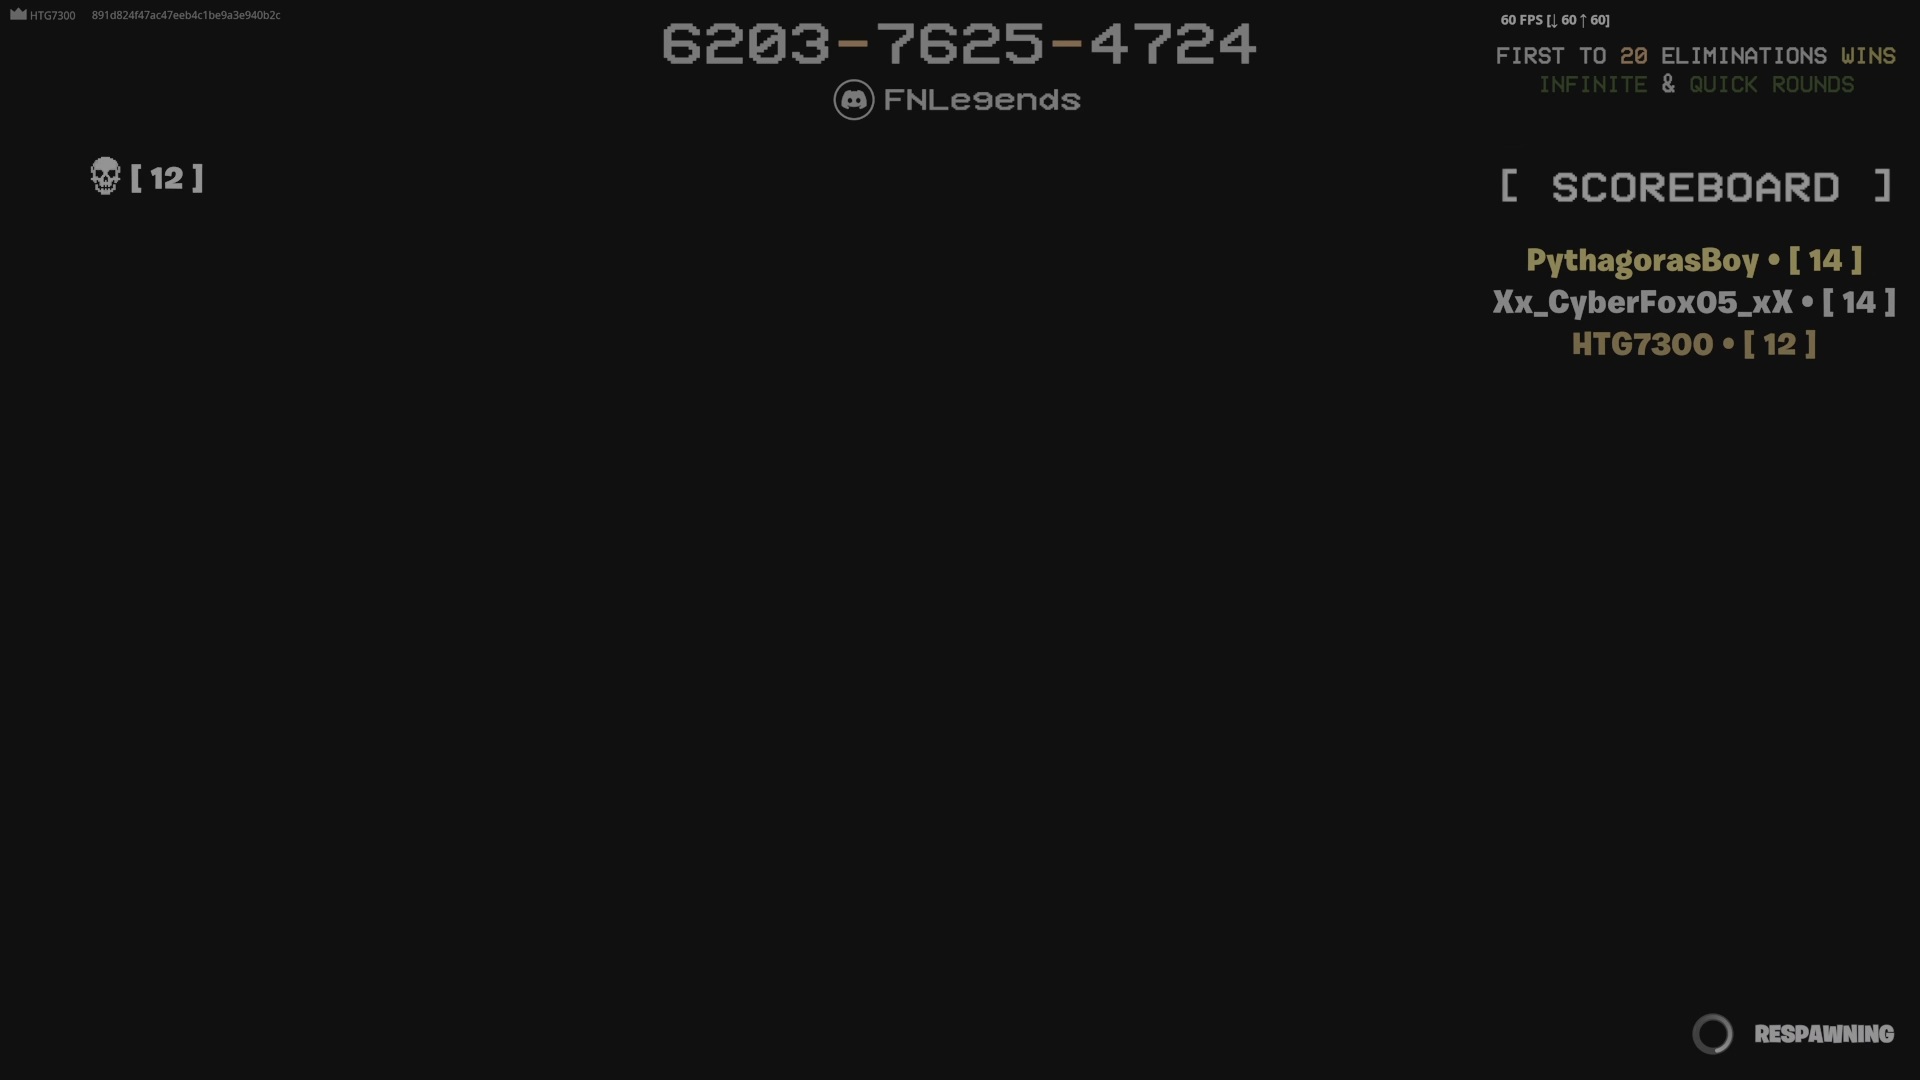 HTG7300 891d824f47ac47eeb4c1be9a3e940b2c
6203-7625-4724
FNLegends
60 FPS [↓ 60 ↑ 60]
FIRST TO 20 ELIMINATIONS WINS
INFINITE & QUICK ROUNDS
[ 12 ]
[ SCOREBOARD ]
PythagorasBoy • [ 14 ]
Xx_CyberFox05_xX • [ 14 ]
HTG7300 • [ 12 ]
RESPAWNING